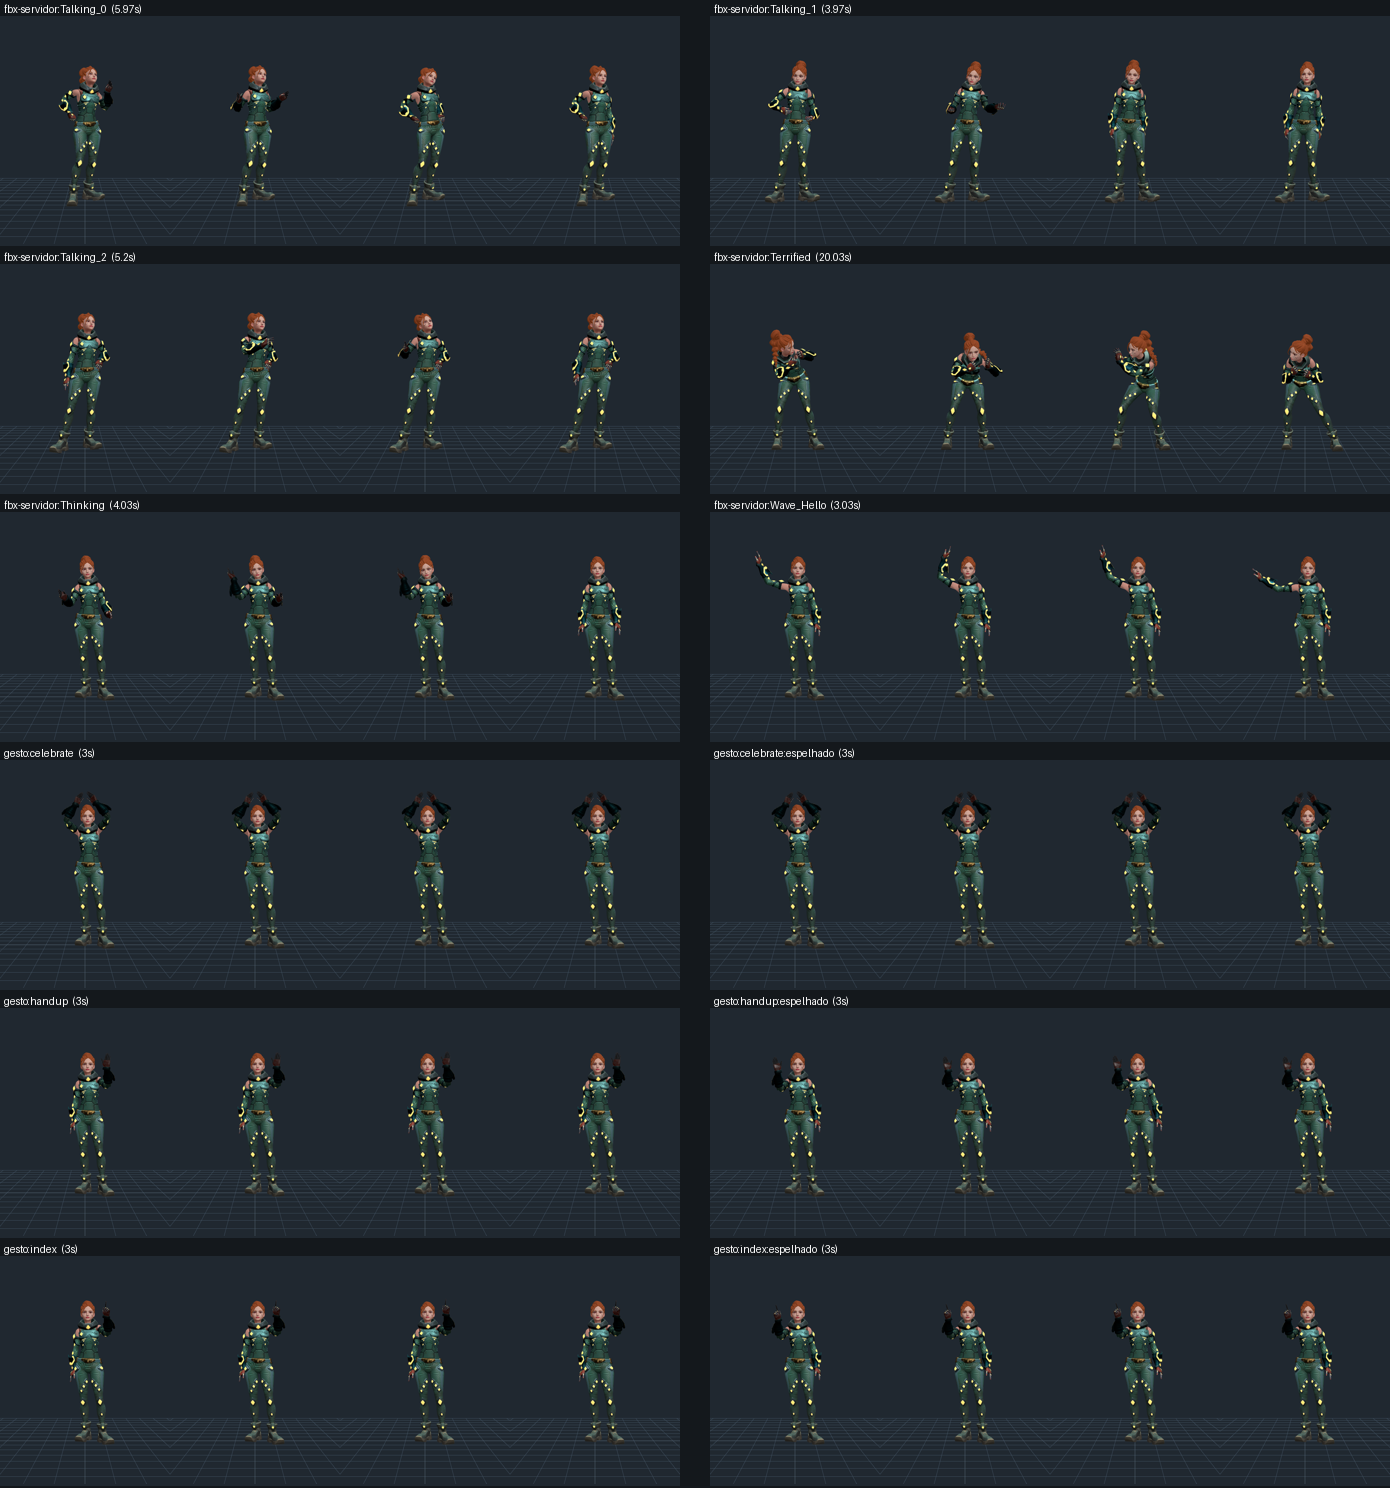 fbx-servidor:Talking_0 (5.97s)
fbx-servidor:Talking_1 (3.97s)
fbx-servidor:Talking_2 (5.2s)
fbx-servidor:Terrified (20.03s)
fbx-servidor:Thinking (4.03s)
fbx-servidor:Wave_Hello (3.03s)
gesto:celebrate (3s)
gesto:celebrate:espelhado (3s)
gesto:handup (3s)
gesto:handup:espelhado (3s)
gesto:index (3s)
gesto:index:espelhado (3s)